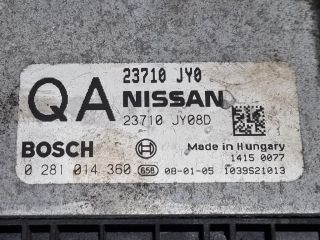 23710 JY0
QA NISSAN
23710 JY08D
Made in Hungary
BOSCH
1415 0077
0 281 014 360 658 08-01-05 1039S21013